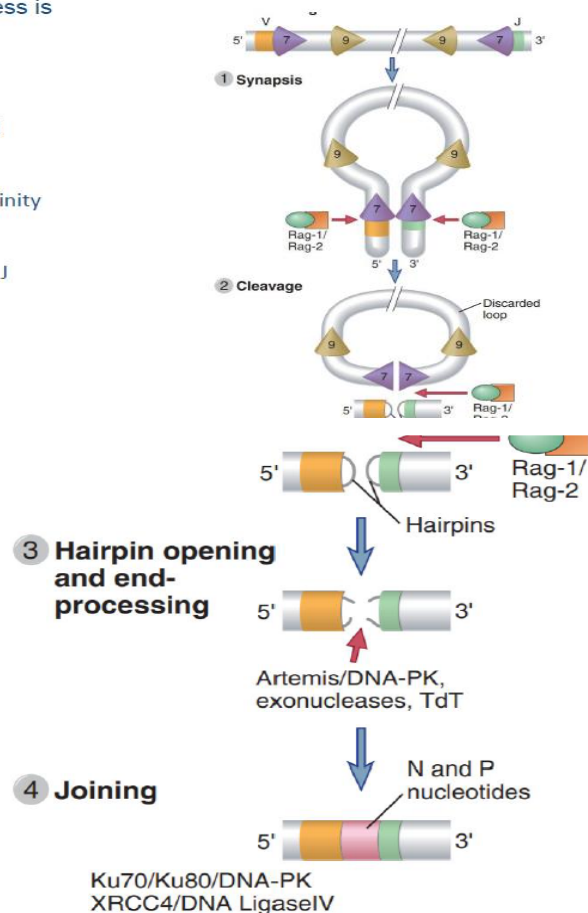 ess is
V
J
5' 7 9 9 7 3'
1 Synapsis
9 9
7 7
Rag-1/
Rag-2
Rag-1/
Rag-2
5' 3'
2 Cleavage
Discarded
loop
9 9
7 7
5' 3'
Rag-1/
inity
J
5' 3'
Rag-1/
Rag-2
Hairpins
3 Hairpin opening
and end-
processing
5' 3'
Artemis/DNA-PK,
exonucleases, TdT
4 Joining
N and P
nucleotides
5' 3'
Ku70/Ku80/DNA-PK
XRCC4/DNA LigaseIV